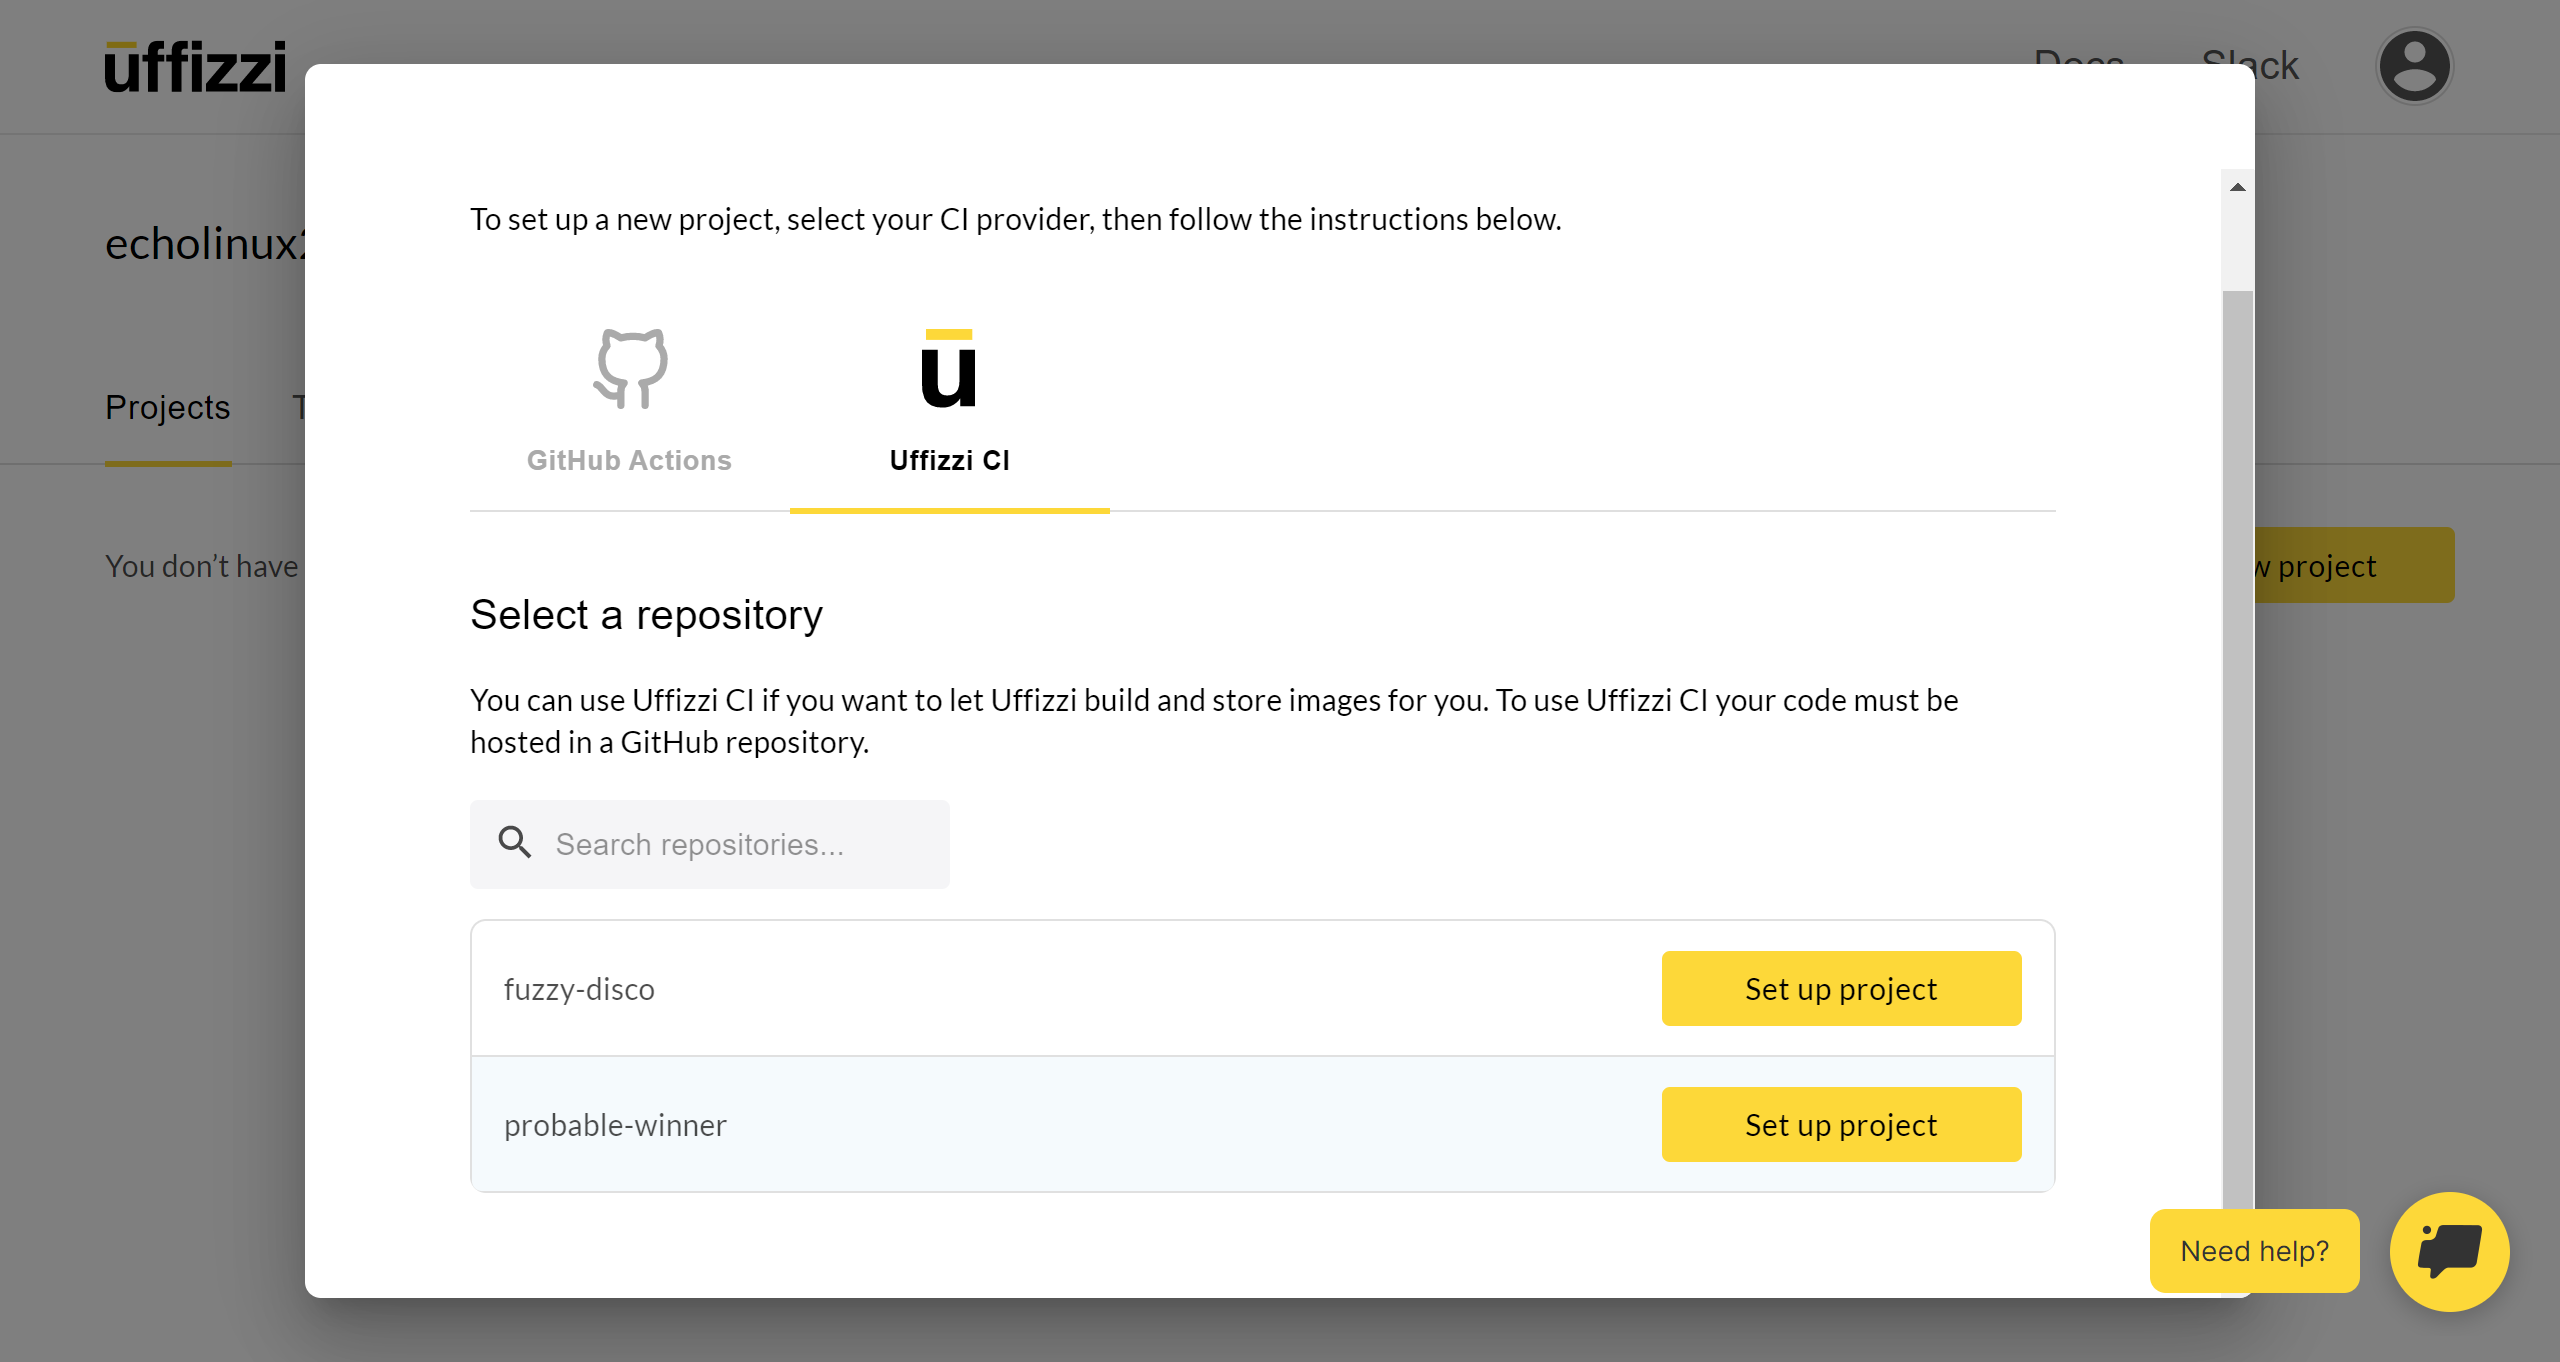 uffizzi
Docs Slack
echolinux
To set up a new project, select your CI provider, then follow the instructions below.
Projects
GitHub Actions
u
Uffizzi CI
You don’t have
w project
Select a repository
You can use Uffizzi CI if you want to let Uffizzi build and store images for you. To use Uffizzi CI your code must be
hosted in a GitHub repository.
Search repositories...
fuzzy-disco
Set up project
probable-winner
Set up project
Need help?